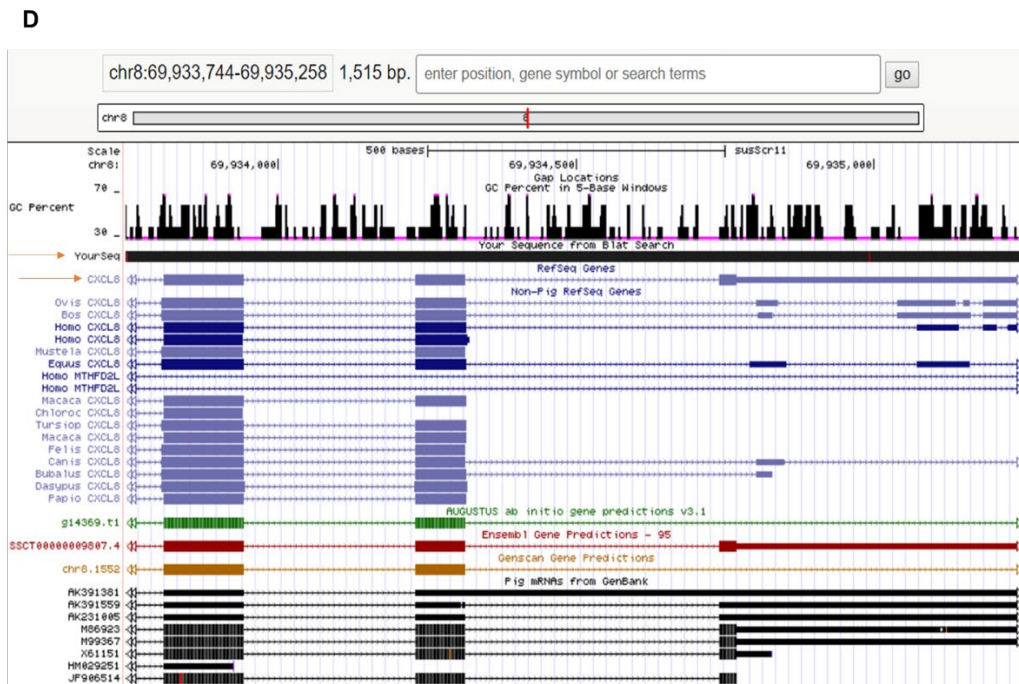 D
chr8:69,933,744-69,935,258 1,515 bp. enter position, gene symbol or search terms go
chr8 8
Scale 500 bases susScr11
chr8: 69,934,000 69,934,500 69,935,000
Gap Locations
GC Percent in 5-Base Windows
70 _
GC Percent
30 _
Your Sequence from Blat Search
YourSeq
RefSeq Genes
CXCL8
Non-Pig RefSeq Genes
Ovis CXCL8
Bos CXCL8
Homo CXCL8
Homo CXCL8
Mustela CXCL8
Equus CXCL8
Homo MTHFD2L
Homo MTHFD2L
Macaca CXCL8
Chloroc CXCL8
Tursiop CXCL8
Macaca CXCL8
Felis CXCL8
Canis CXCL8
Bubalus CXCL8
Dasypus CXCL8
Papio CXCL8
AUGUSTUS ab initio gene predictions v3.1
g14369.t1
Ensembl Gene Predictions - 95
SSCT00000009807.4
Genscan Gene Predictions
chr8.1552
Pig mRNAs from GenBank
AK391381
AK391559
AK231005
M86923
M99367
X61151
HM029251
JF906514